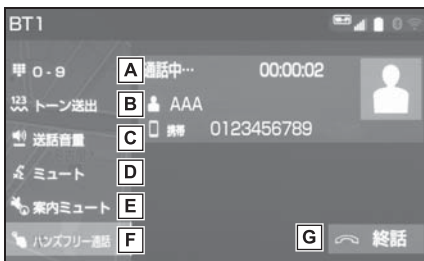 BT1
0-9
A
通話中… 00:00:02
123 トーン送出
B
AAA
送話音量
C
携帯 0123456789
ミュート
D
案内ミュート
E
ハンズフリー通話
F
G
終話